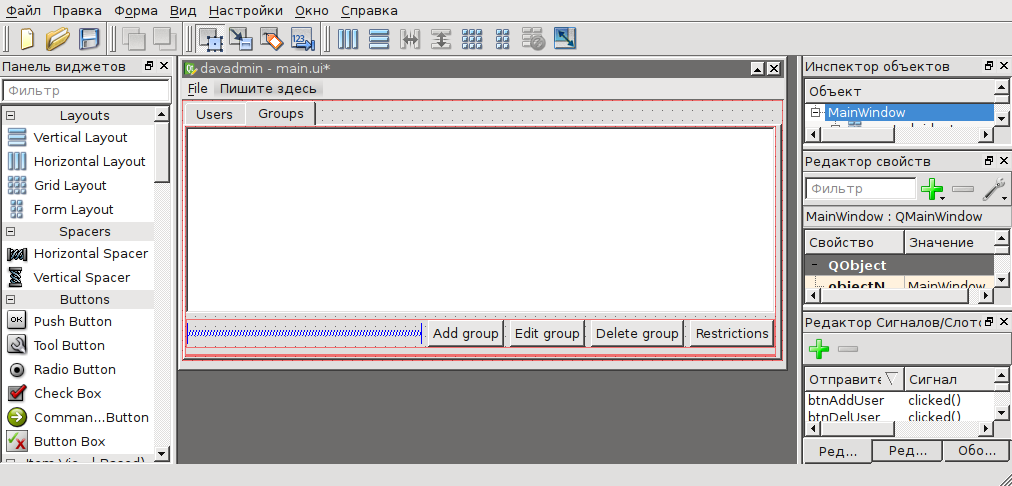 Файл Правка Форма Вид Настройки Окно Справка
123
Панель виджетов
Фильтр
Layouts
Vertical Layout
Horizontal Layout
Grid Layout
Form Layout
Spacers
Horizontal Spacer
Vertical Spacer
Buttons
OK Push Button
Tool Button
Radio Button
Check Box
Comman...Button
Button Box
davadmin - main.ui*
File Пишите здесь
Users Groups
Add group Edit group Delete group Restrictions
Инспектор объектов
Объект
MainWindow
Редактор свойств
Фильтр
MainWindow : QMainWindow
Свойство Значение
QObject
objectN MainWindow
Редактор Сигналов/Слотс
Отправите Сигнал
btnAddUser clicked()
btnDelUser clicked()
Ред... Ред... Обо...